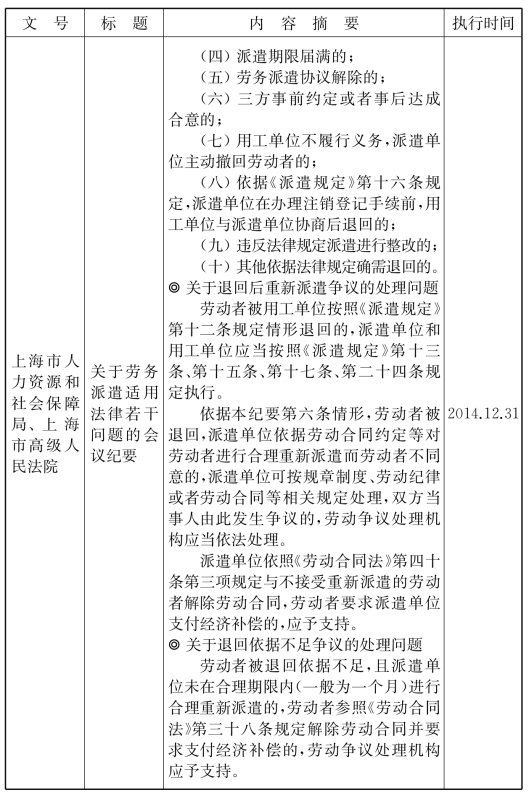 文　号
标　题
内　容　摘　要
执行时间
上海市人
力资源和
社会保障
局、上海
市高级人
民法院
关于劳务
派遣适用
法律若干
问题的会
议纪要
（四）派遣期限届满的；
（五）劳务派遣协议解除的；
（六）三方事前约定或者事后达成
合意的；
（七）用工单位不履行义务，派遣单
位主动撤回劳动者的；
（八）依据《派遣规定》第十六条规
定，派遣单位在办理注销登记手续前，用
工单位与派遣单位协商后退回的；
（九）违反法律规定派遣进行整改的；
（十）其他依据法律规定确需退回的。
◎ 关于退回后重新派遣争议的处理问题
劳动者被用工单位按照《派遣规定》
第十二条规定情形退回的，派遣单位和
用工单位应当按照《派遣规定》第十三
条、第十五条、第十七条、第二十四条规
定执行。
依据本纪要第六条情形，劳动者被
退回，派遣单位依据劳动合同约定等对
劳动者进行合理重新派遣而劳动者不同
意的，派遣单位可按规章制度、劳动纪律
或者劳动合同等相关规定处理，双方当
事人由此发生争议的，劳动争议处理机
构应当依法处理。
派遣单位依照《劳动合同法》第四十
条第三项规定与不接受重新派遣的劳动
者解除劳动合同，劳动者要求派遣单位
支付经济补偿的，应予支持。
◎ 关于退回依据不足争议的处理问题
劳动者被退回依据不足，且派遣单
位未在合理期限内（一般为一个月）进行
合理重新派遣的，劳动者参照《劳动合同
法》第三十八条规定解除劳动合同并要
求支付经济补偿的，劳动争议处理机构
应予支持。
2014.12.31